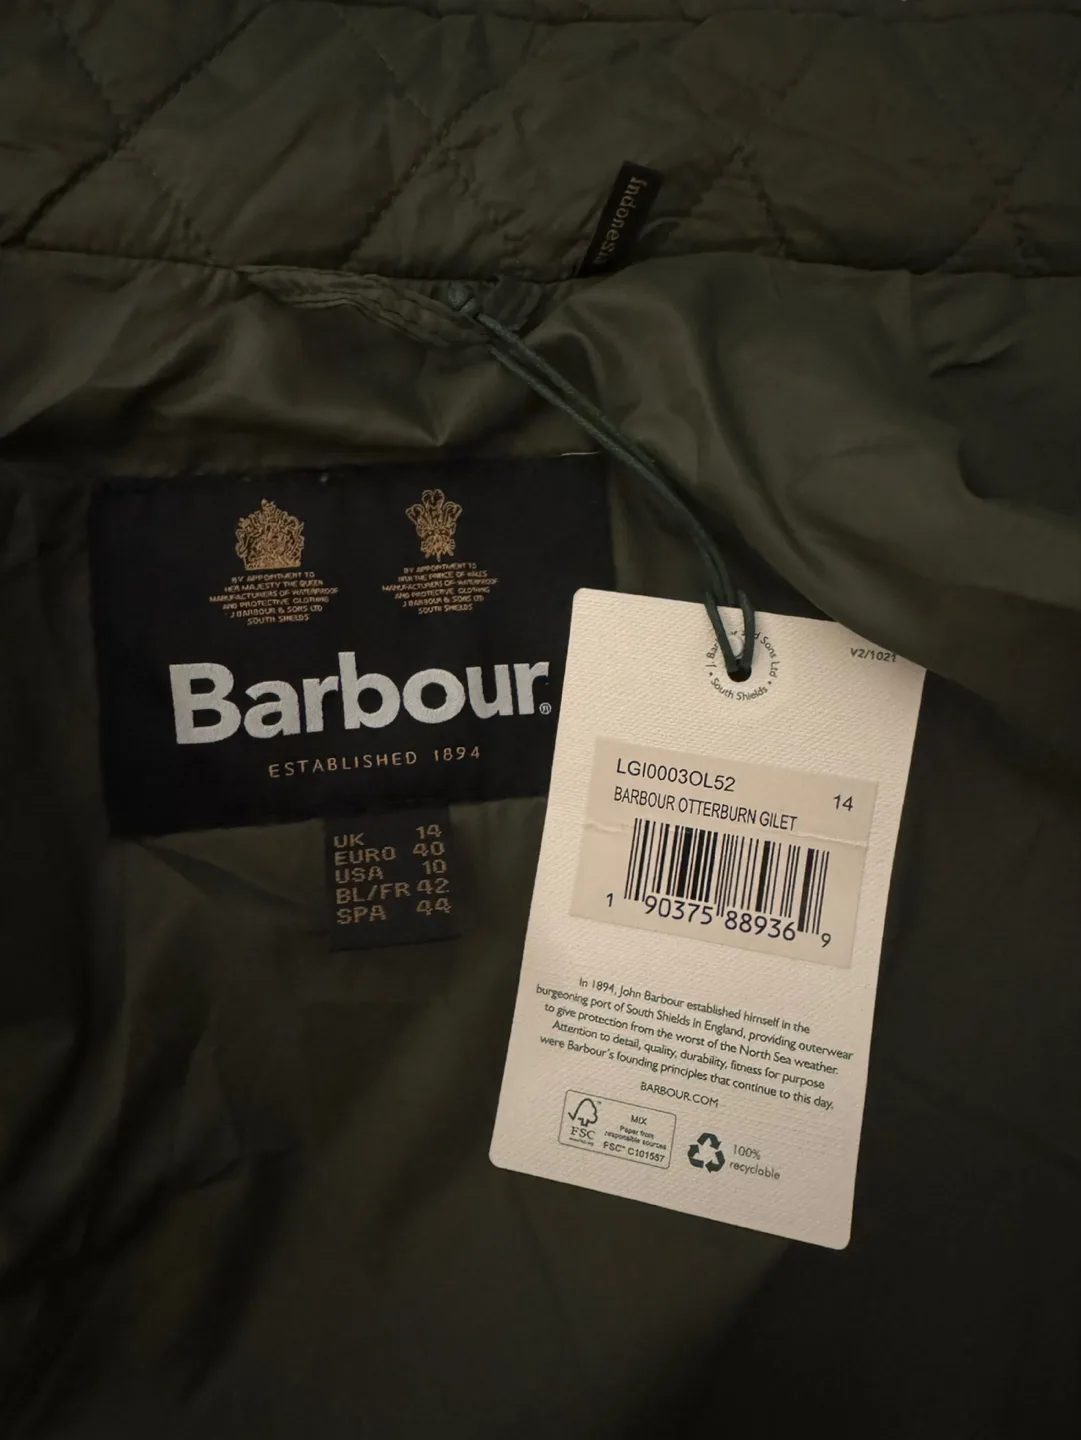 Indonesia
BY APPOINTMENT TO
HER MAJESTY THE QUEEN
MANUFACTURERS OF WATERPROOF
AND PROTECTIVE CLOTHING
J BARBOUR & SONS LTD
SOUTH SHIELDS
BY APPOINTMENT TO
HRH THE PRINCE OF WALES
MANUFACTURERS OF WATERPROOF
AND PROTECTIVE CLOTHING
J BARBOUR & SONS LTD
SOUTH SHIELDS
Barbour®
ESTABLISHED 1894
UK 14
EURO 40
USA 10
BL/FR 42
SPA 44
J. Barbour and Sons Ltd
• South Shields •
V2/1021
LGI0003OL52
14
BARBOUR OTTERBURN GILET
1 90375 88936 9
In 1894, John Barbour established himself in the
burgeoning port of South Shields in England, providing outerwear
to give protection from the worst of the North Sea weather.
Attention to detail, quality, durability, fitness for purpose
were Barbour's founding principles that continue to this day.
BARBOUR.COM
FSC
MIX
Paper from
responsible sources
FSC™ C101557
100%
recyclable